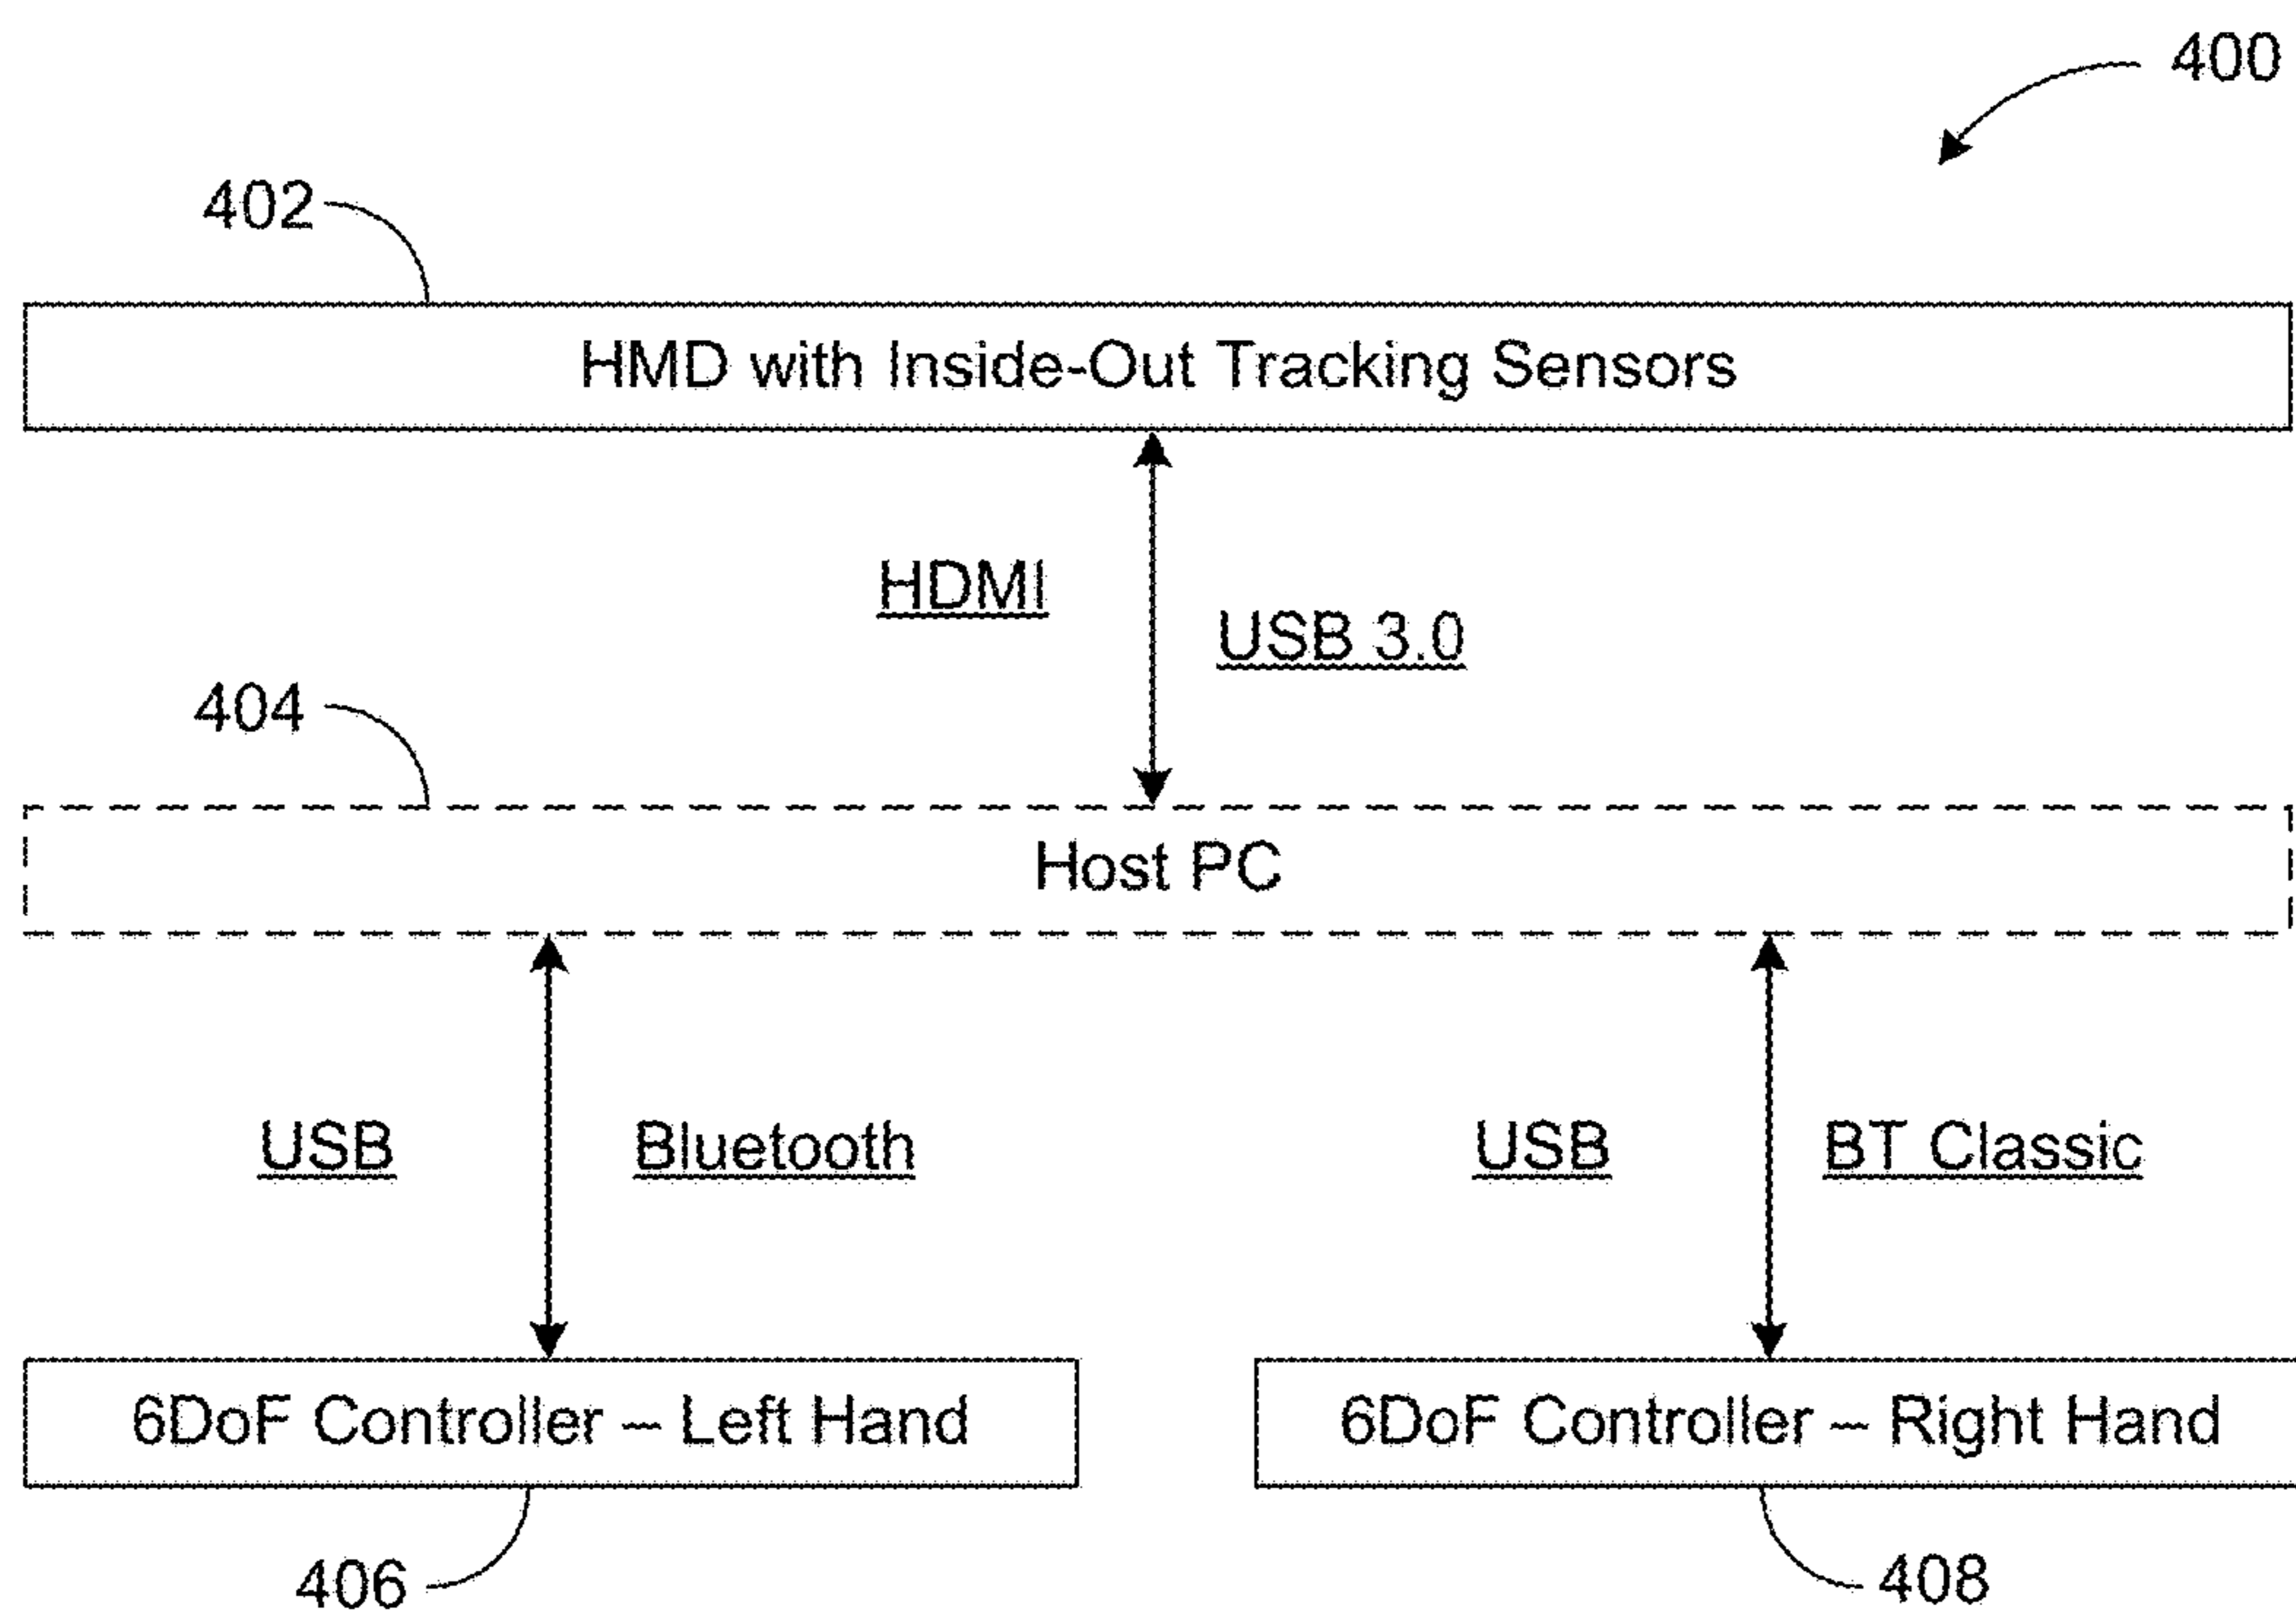 400
402
HMD with Inside-Out Tracking Sensors
HDMI
USB 3.0
404
Host PC
USB
Bluetooth
USB
BT Classic
6DoF Controller – Left Hand
6DoF Controller – Right Hand
406
408